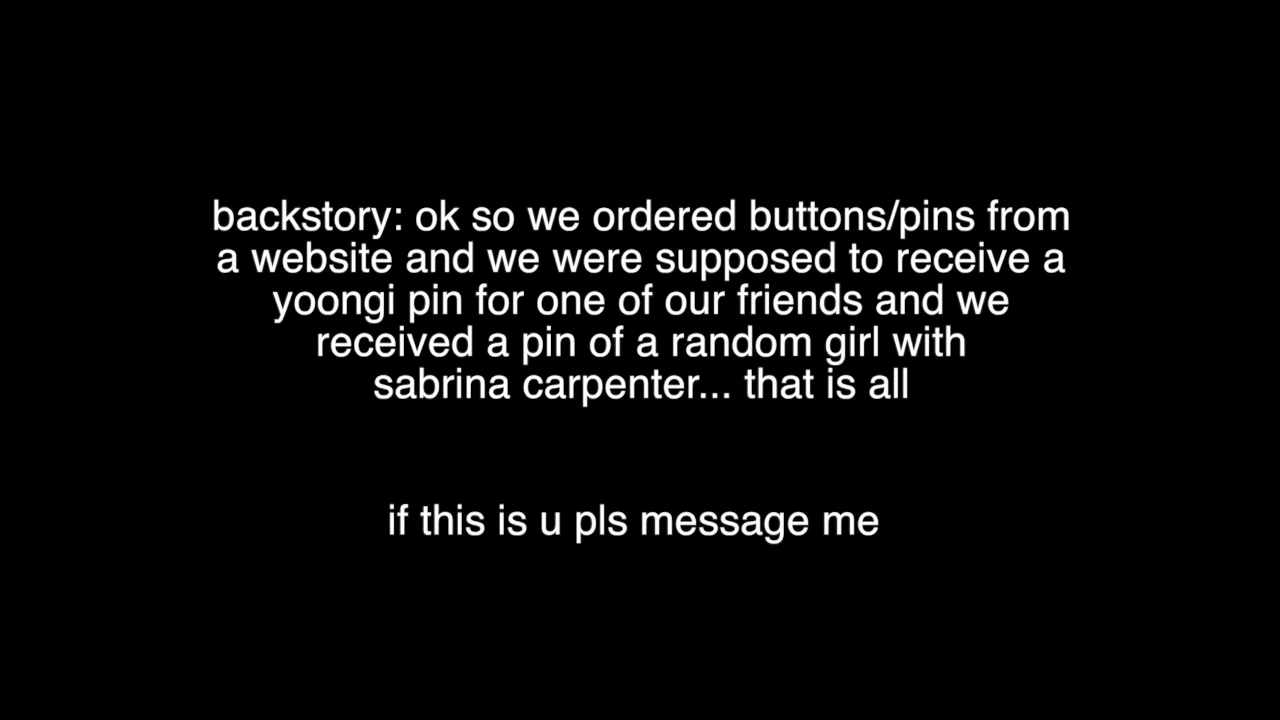 backstory: ok so we ordered buttons/pins from
a website and we were supposed to receive a
yoongi pin for one of our friends and we
received a pin of a random girl with
sabrina carpenter... that is all
if this is u pls message me